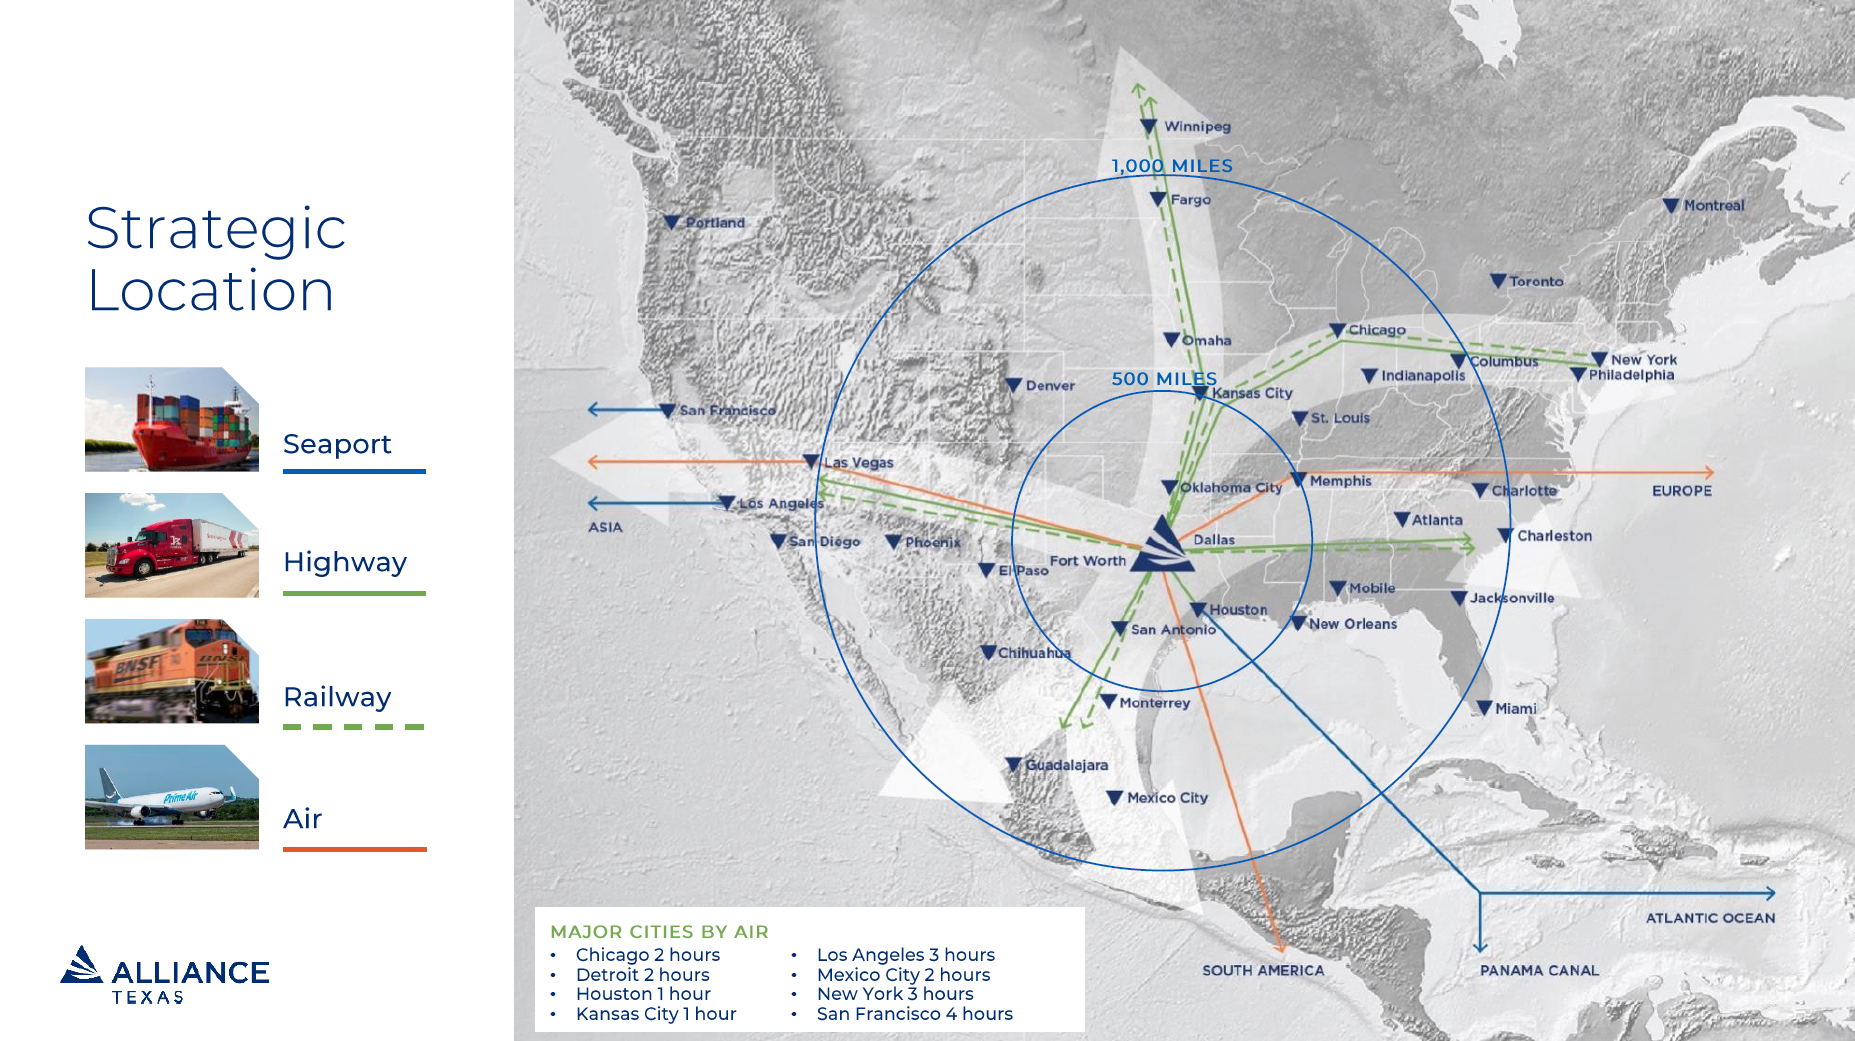 Strategic
Location
Seaport
Highway
BNSF
BNSF
Railway
Prime Air
Air
ALLIANCE
TEXAS
Winnipeg
1,000 MILES
Fargo
Portland
Montreal
Toronto
Chicago
Omaha
New York
Columbus
Philadelphia
Indianapolis
500 MILES
Denver
Kansas City
San Francisco
St. Louis
Las Vegas
Memphis
Oklahoma City
Charlotte
EUROPE
Los Angeles
ASIA
Atlanta
Charleston
San Diego
Phoenix
Dallas
Fort Worth
El Paso
Mobile
Jacksonville
Houston
New Orleans
San Antonio
Chihuahua
Monterrey
Miami
Guadalajara
Mexico City
ATLANTIC OCEAN
SOUTH AMERICA
PANAMA CANAL
MAJOR CITIES BY AIR
• Chicago 2 hours
• Detroit 2 hours
• Houston 1 hour
• Kansas City 1 hour
• Los Angeles 3 hours
• Mexico City 2 hours
• New York 3 hours
• San Francisco 4 hours